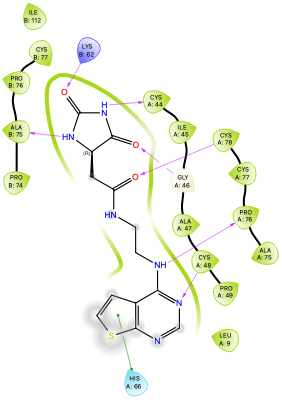 ILE
B: 112
CYS
B: 77
LYS
B: 62
PRO
B: 76
ALA
B: 75
PRO
B: 74
CYS
A: 44
ILE
A: 45
GLY
A: 46
CYS
A: 78
CYS
A: 77
PRO
A: 76
ALA
A: 47
CYS
A: 48
ALA
A: 75
PRO
A: 49
LEU
A: 9
HIS
A: 66
O
H
N
HN
O
(R)
O
NH
NH
N
N
S